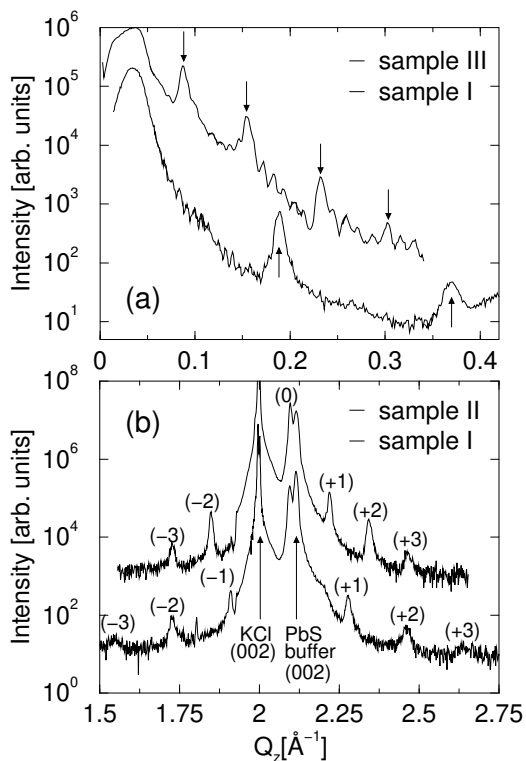 10^6
10^5
10^4
10^3
10^2
10^1
Intensity [arb. units]
sample III
sample I
(a)
0 0.1 0.2 0.3 0.4
10^8
10^6
10^4
10^2
10^0
Intensity [arb. units]
(b)
(0)
sample II
sample I
(−3) (−2) (+1) (+2) (+3)
(−3) (−2) (−1) (+1) (+2) (+3)
KCl
(002)
PbS
buffer
(002)
1.5 1.75 2 2.25 2.5 2.75
Q_z[Å⁻¹]